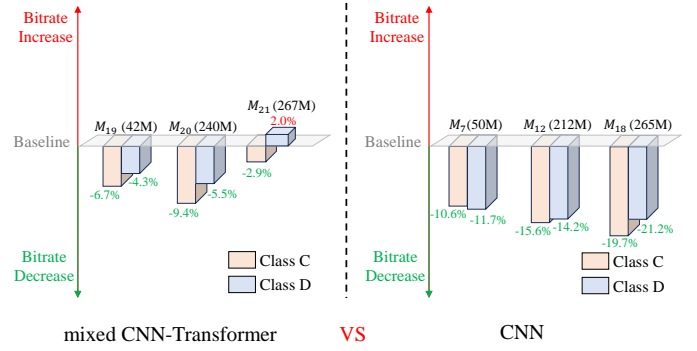 Bitrate
Increase
Baseline
Bitrate
Decrease
M₁₉ (42M)
M₂₀ (240M)
M₂₁ (267M)
2.0%
-6.7%
-4.3%
-9.4%
-5.5%
-2.9%
Class C
Class D
mixed CNN-Transformer
VS
Bitrate
Increase
Baseline
Bitrate
Decrease
M₇(50M)
M₁₂ (212M)
M₁₈ (265M)
-10.6%
-11.7%
-15.6%
-14.2%
-19.7%
-21.2%
Class C
Class D
CNN